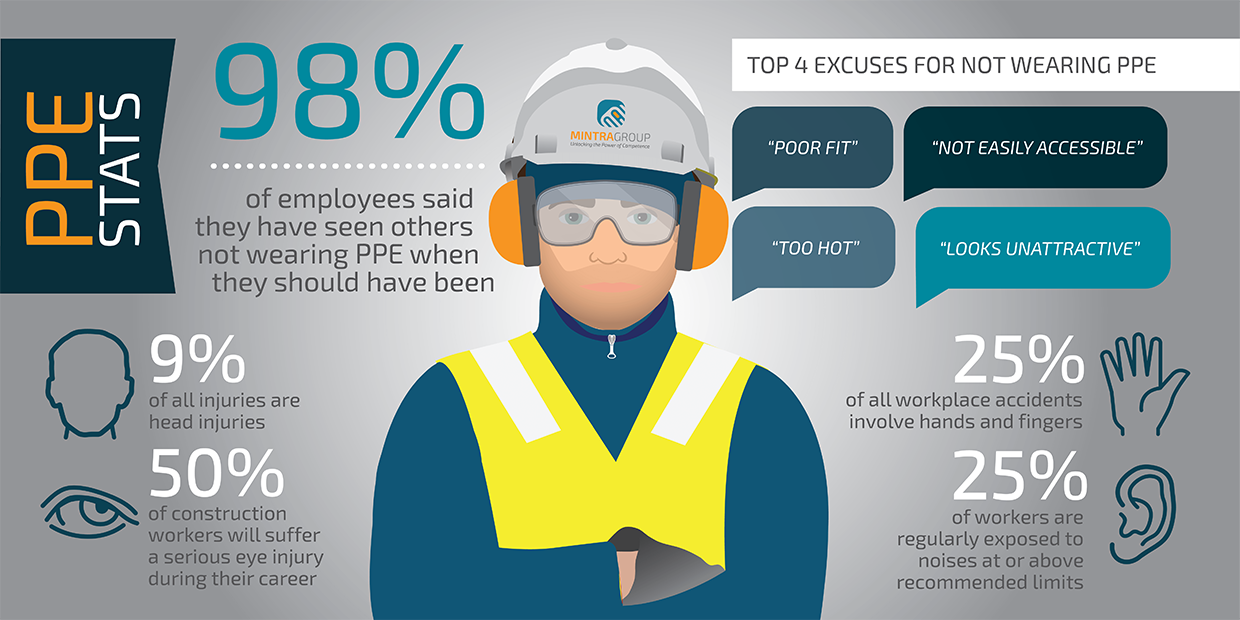 PPE
STATS
98%
of employees said
they have seen others
not wearing PPE when
they should have been
MINTRAGROUP
Unlocking the Power of Competence
TOP 4 EXCUSES FOR NOT WEARING PPE
“POOR FIT”
“NOT EASILY ACCESSIBLE”
“TOO HOT”
“LOOKS UNATTRACTIVE”
9%
of all injuries are
head injuries
50%
of construction
workers will suffer
a serious eye injury
during their career
25%
of all workplace accidents
involve hands and fingers
25%
of workers are
regularly exposed to
noises at or above
recommended limits